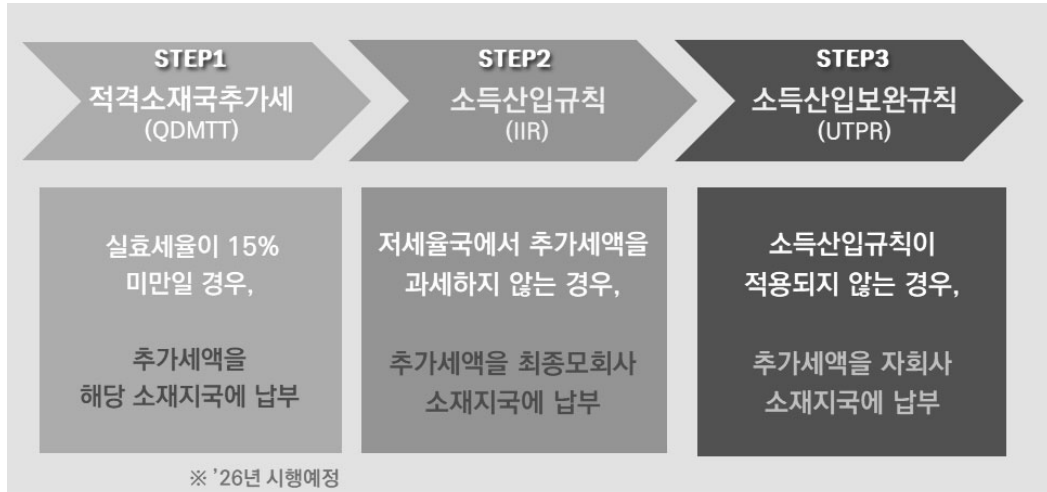 STEP1
적격소재국추가세
(QDMTT)
STEP2
소득산입규칙
(IIR)
STEP3
소득산입보완규칙
(UTPR)
실효세율이 15%
미만일 경우,
추가세액을
해당 소재지국에 납부
저세율국에서 추가세액을
과세하지 않는 경우,
추가세액을 최종모회사
소재지국에 납부
소득산입규칙이
적용되지 않는 경우,
추가세액을 자회사
소재지국에 납부
※ ’26년 시행예정